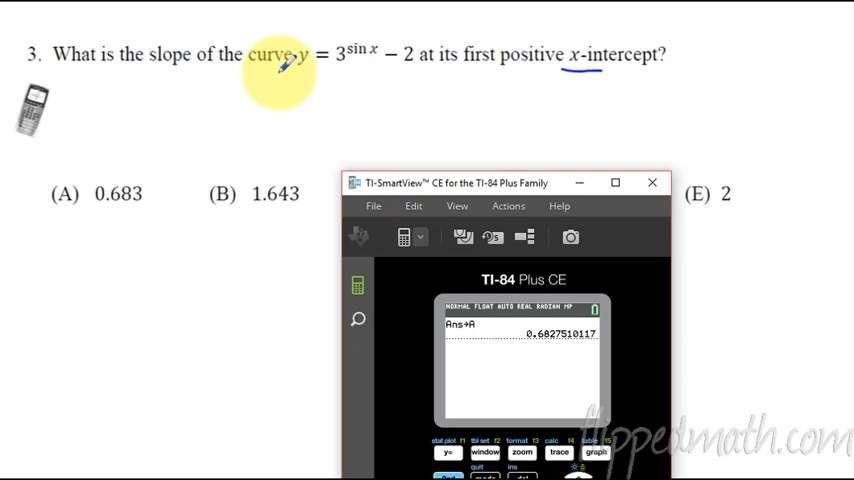 3. What is the slope of the curve y = 3^{sin x} − 2 at its first positive x-intercept?
(A) 0.683 (B) 1.643 (E) 2
TI-SmartView™ CE for the TI-84 Plus Family
File Edit View Actions Help
TI-84 Plus CE
NORMAL FLOAT AUTO REAL RADIAN MP
Ans→A
0.6827510117
stat plot f1 tbl set f2 format f3 calc f4 table f5
y= window zoom trace graph
quit ins
2nd mode del
flippedmath.com